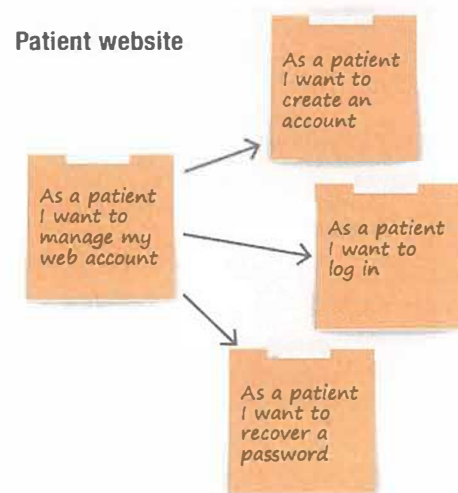 Patient website
As a patient
I want to
create an
account
As a patient
I want to
manage my
web account
As a patient
I want to
log in
As a patient
I want to
recover a
password